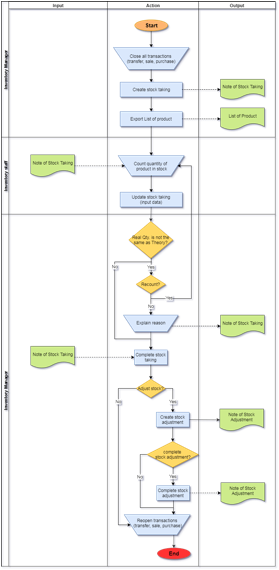 Input
Action
Output
Inventory Manager
Start
Close all transactions
(transfer, sale, purchase)
Create stock taking
Note of Stock Taking
Export List of product
List of Product
Inventory staff
Note of Stock Taking
Count quantity of
product in stock
Update stock taking
(input data)
Inventory Manager
Real Qty. is not the
same as Theory?
No
Yes
Recount?
Yes
No
Explain reason
Note of Stock Taking
Note of Stock Taking
Complete stock
taking
Adjust stock?
No
Yes
Create stock
adjustment
Note of Stock
Adjustment
complete
stock adjustment?
No
Yes
Complete stock
adjustment
Note of Stock
Adjustment
Reopen transactions
(transfer, sale, purchase)
End